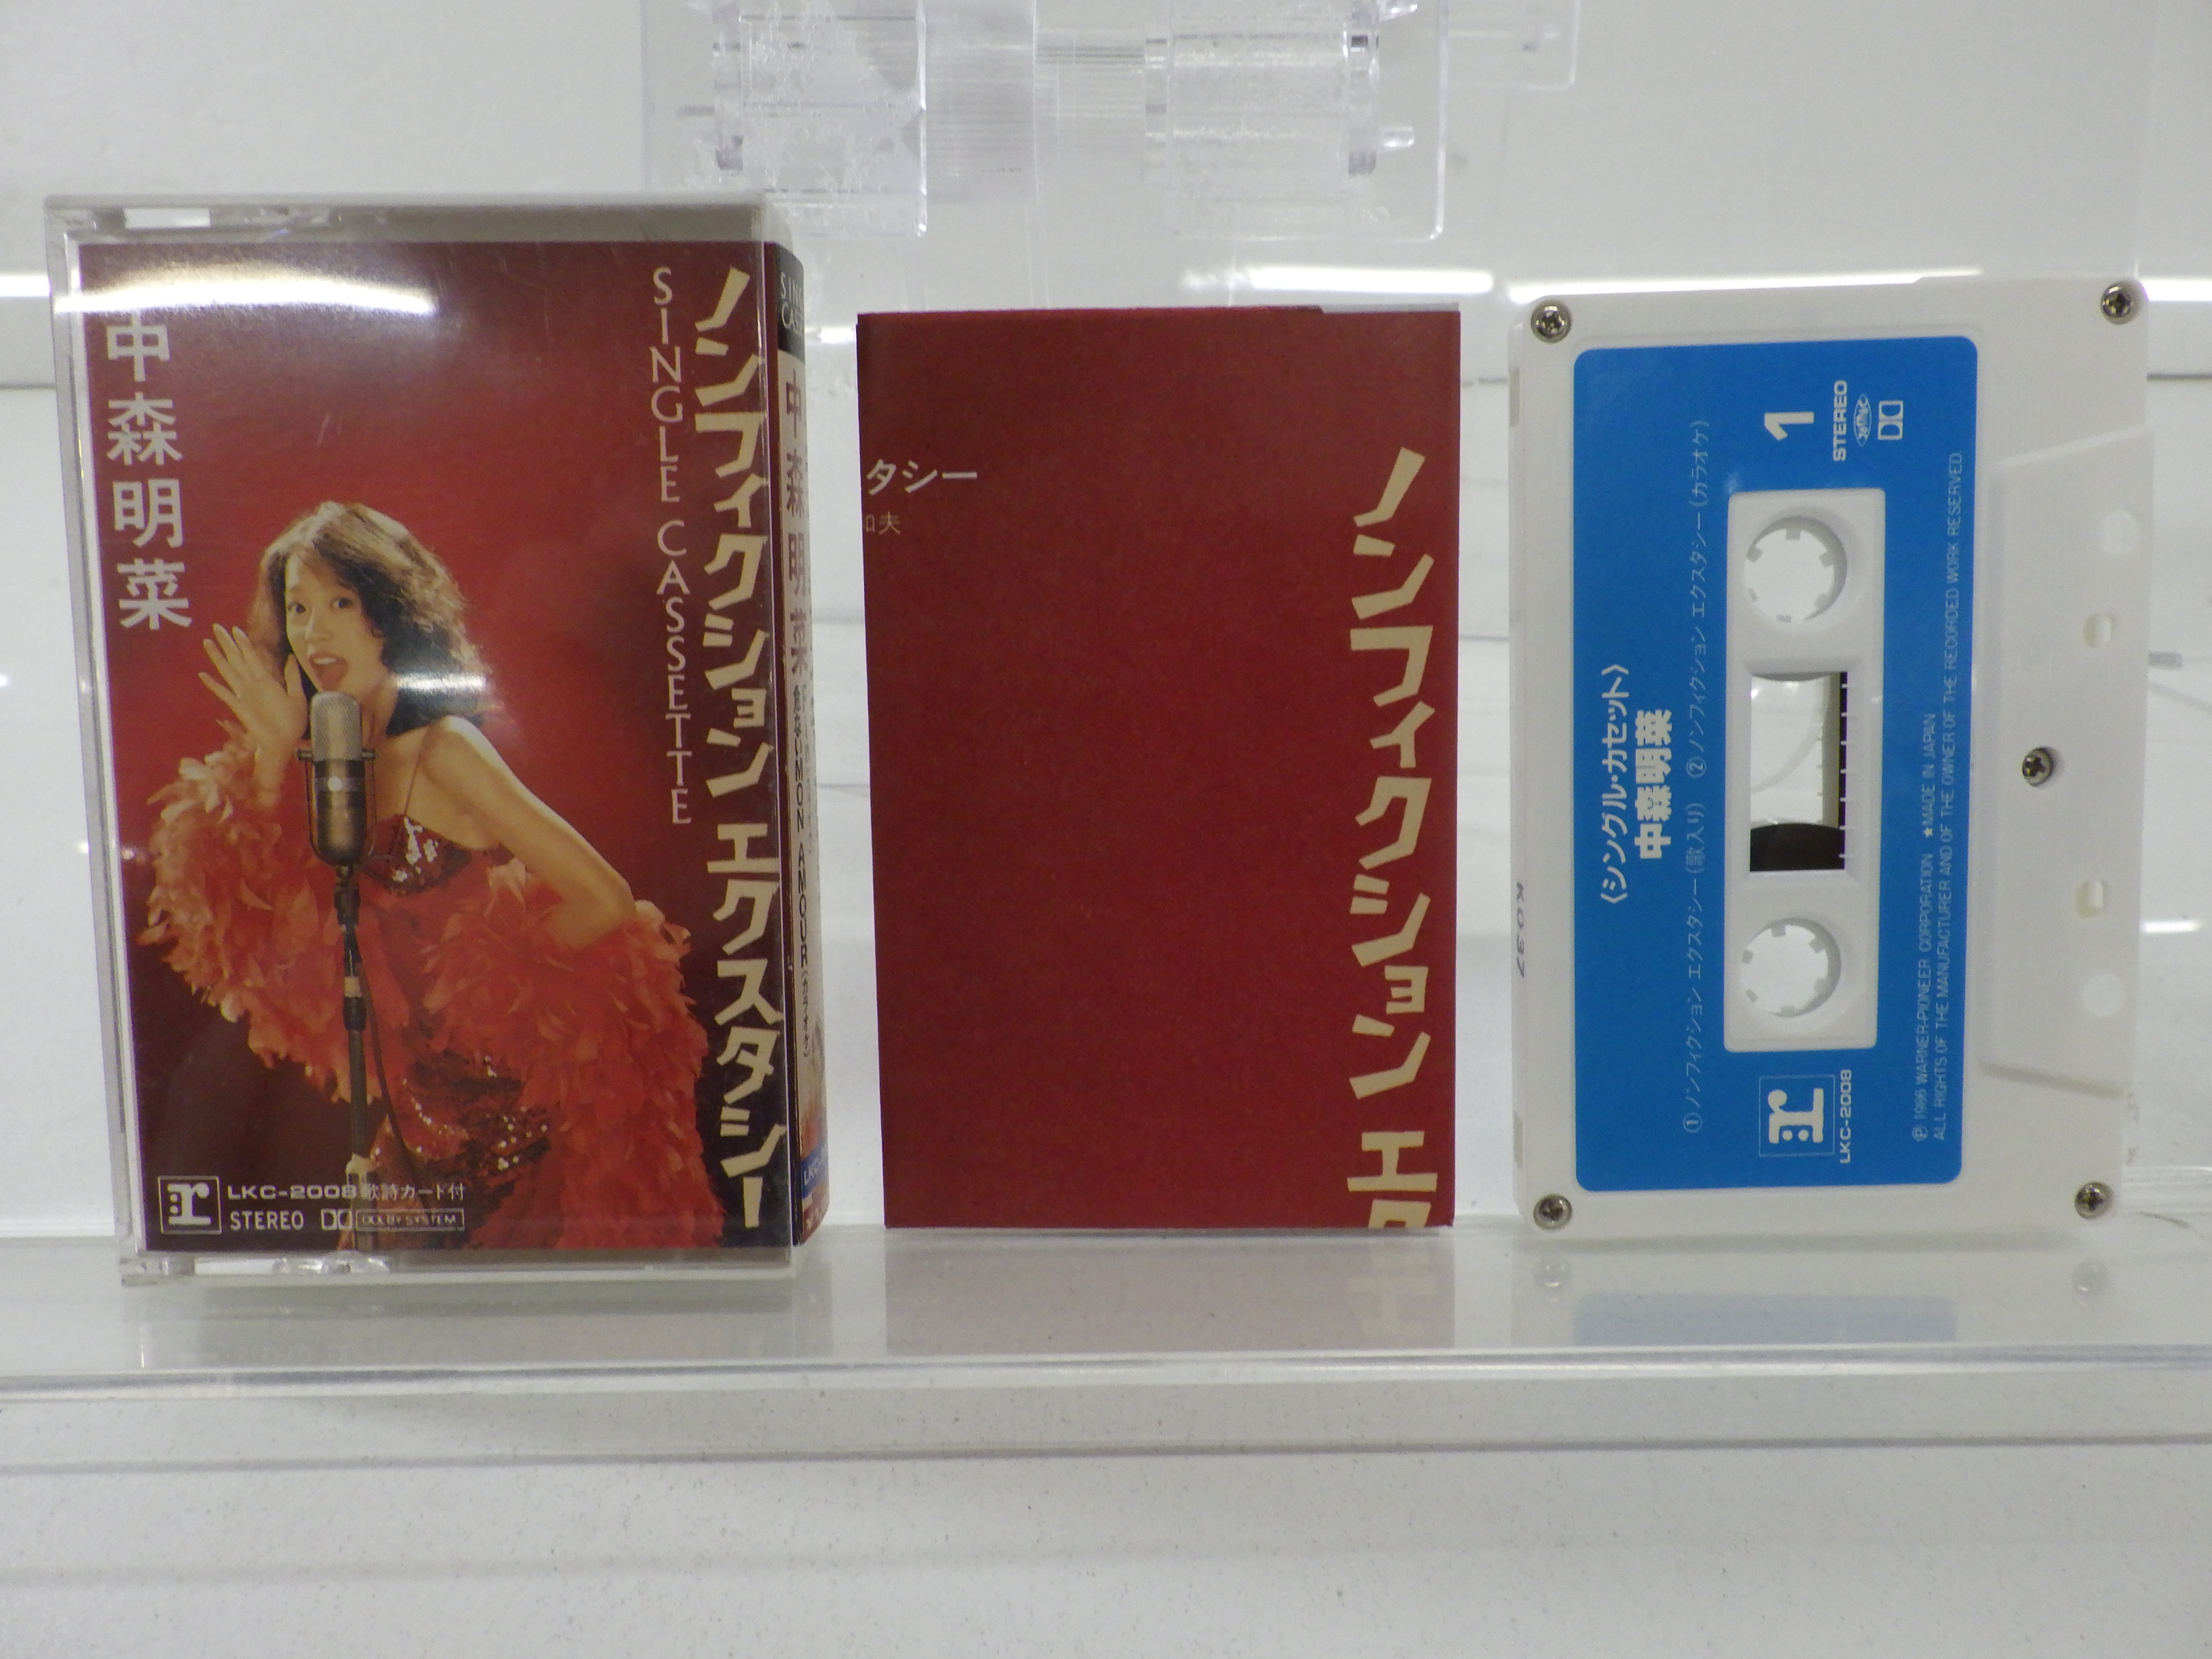 中森明菜
SINGLE CASSETTE
ノンフィクション エクスタシー
LKC-2008 歌詩カード付
STEREO DOLBY SYSTEM
中森明菜
タシー
和夫
ノンフィクション エク
〈シングル・カセット〉
中森明菜
①ノンフィクション エクスタシー(歌入り) ②ノンフィクション エクスタシー(カラオケ)
1
STEREO
r
LKC-2008
Ⓟ1986 WARNER-PIONEER CORPORATION ★MADE IN JAPAN
ALL RIGHTS OF THE MANUFACTURER AND OF THE OWNER OF THE RECORDED WORK RESERVED.
K037